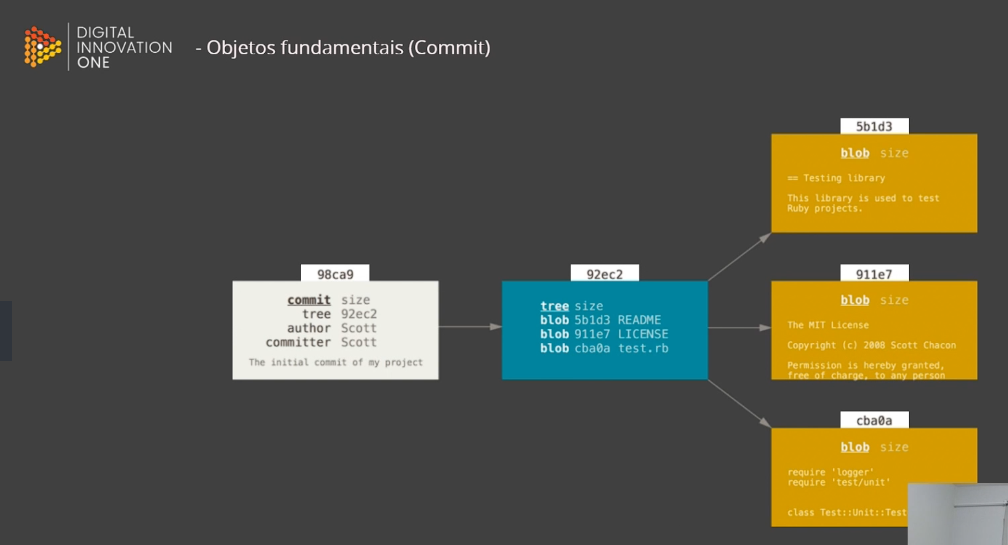 DIGITAL
INNOVATION
ONE
- Objetos fundamentais (Commit)
98ca9
commit size
tree 92ec2
author Scott
committer Scott
The initial commit of my project
92ec2
tree size
blob 5b1d3 README
blob 911e7 LICENSE
blob cba0a test.rb
5b1d3
blob size
== Testing library
This library is used to test
Ruby projects.
911e7
blob size
The MIT License
Copyright (c) 2008 Scott Chacon
Permission is hereby granted,
free of charge, to any person
cba0a
blob size
require 'logger'
require 'test/unit'
class Test::Unit::Test